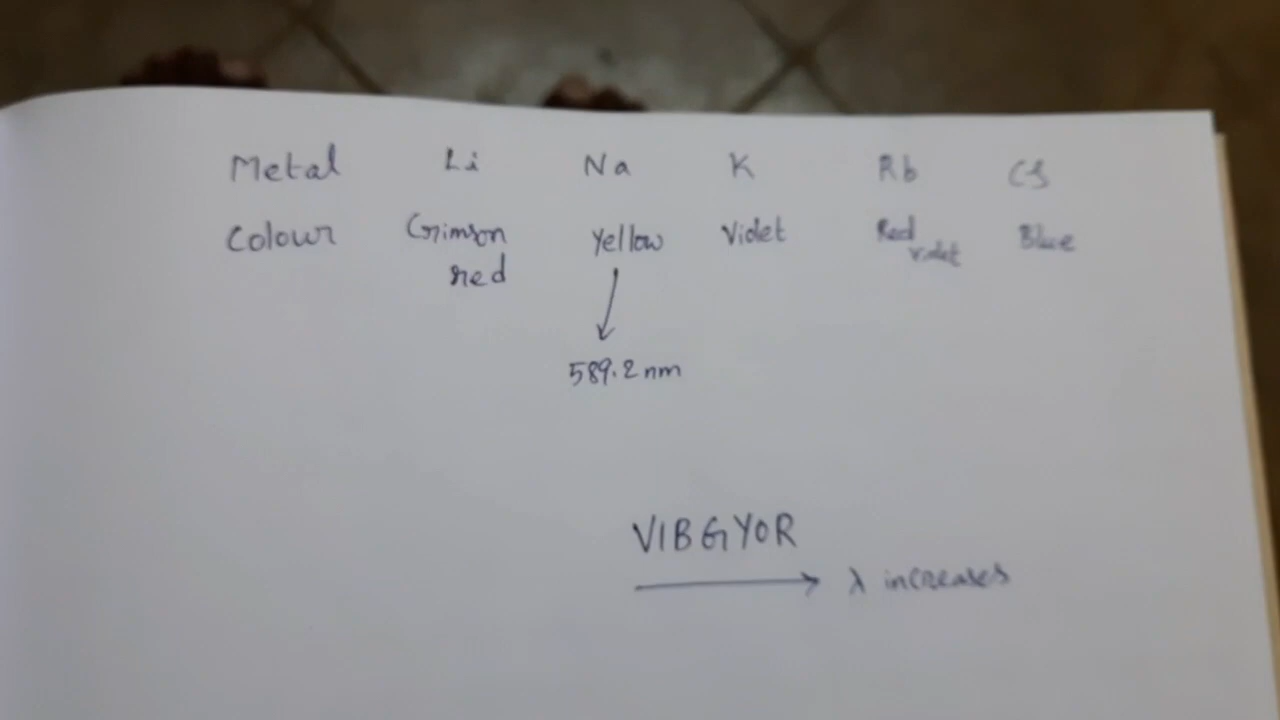 Metal Li Na K Rb Cs
Colour Crimson red Yellow Violet Red violet Blue
589.2 nm
VIBGYOR
λ increases